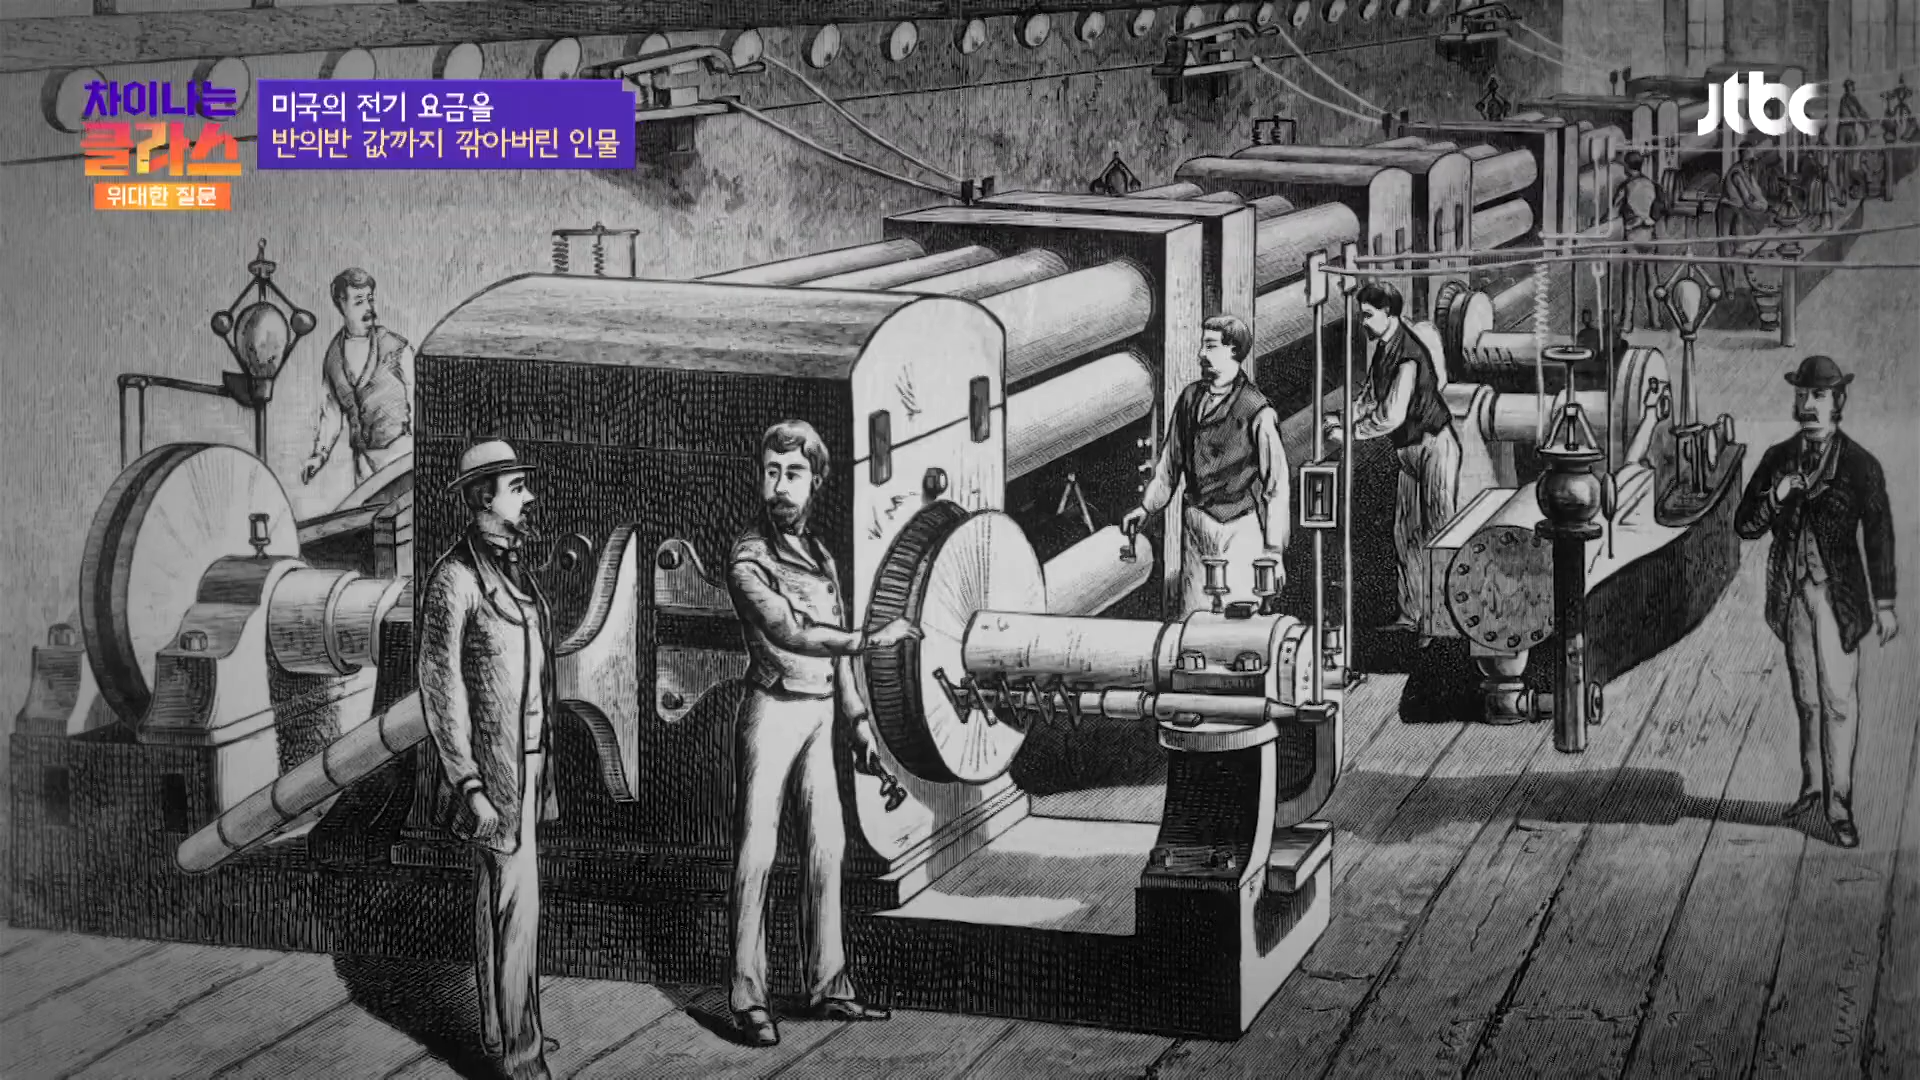 차이나는
클라스
위대한 질문
미국의 전기 요금을
반의반 값까지 깎아버린 인물
jtbc